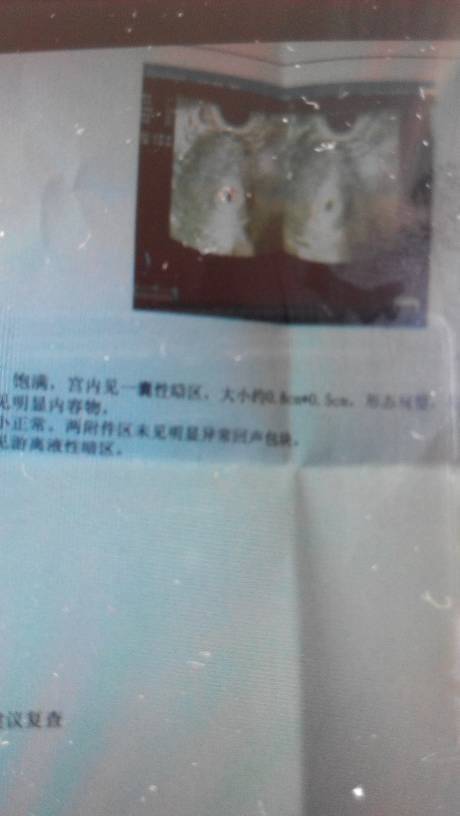 饱满，宫内见一囊性暗区，大小约0.8cm*0.5cm，形态规整，
见明显内容物。
小正常。两附件区未见明显异常回声包块。
见游离液性暗区。
建议复查